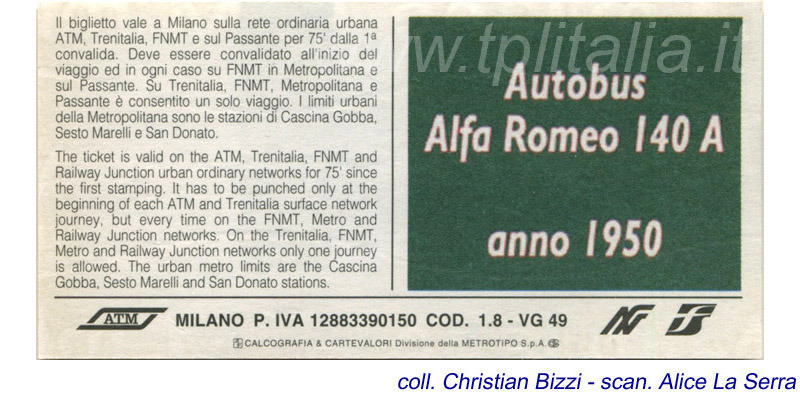 Il biglietto vale a Milano sulla rete ordinaria urbana
ATM, Trenitalia, FNMT e sul Passante per 75' dalla 1ª
convalida. Deve essere convalidato all'inizio del
viaggio ed in ogni caso su FNMT in Metropolitana e
sul Passante. Su Trenitalia, FNMT, Metropolitana e
Passante è consentito un solo viaggio. I limiti urbani
della Metropolitana sono le stazioni di Cascina Gobba,
Sesto Marelli e San Donato.
The ticket is valid on the ATM, Trenitalia, FNMT and
Railway Junction urban ordinary networks for 75' since
the first stamping. It has to be punched only at the
beginning of each ATM and Trenitalia surface network
journey, but every time on the FNMT, Metro and
Railway Junction networks. On the Trenitalia, FNMT,
Metro and Railway Junction networks only one journey
is allowed. The urban metro limits are the Cascina
Gobba, Sesto Marelli and San Donato stations.
www.tplitalia.it
Autobus
Alfa Romeo 140 A
anno 1950
ATM MILANO P. IVA 12883390150 COD. 1.8 - VG 49
CALCOGRAFIA & CARTEVALORI Divisione della METROTIPO S.p.A.
coll. Christian Bizzi - scan. Alice La Serra